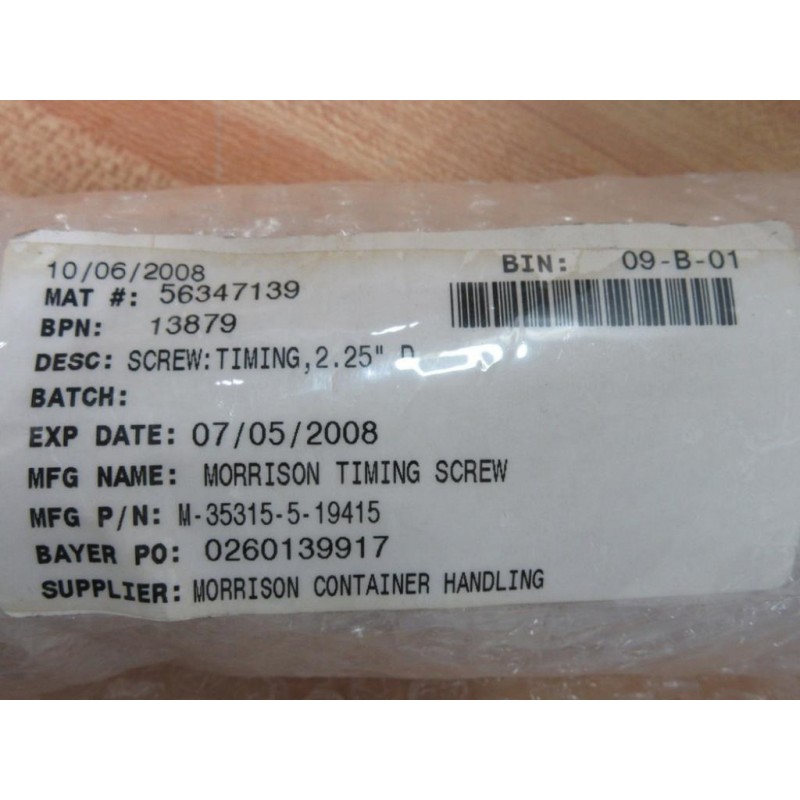 10/06/2008
BIN: 09-B-01
MAT #: 56347139
BPN: 13879
DESC: SCREW:TIMING,2.25" D
BATCH:
EXP DATE: 07/05/2008
MFG NAME: MORRISON TIMING SCREW
MFG P/N: M-35315-5-19415
BAYER PO: 0260139917
SUPPLIER: MORRISON CONTAINER HANDLING